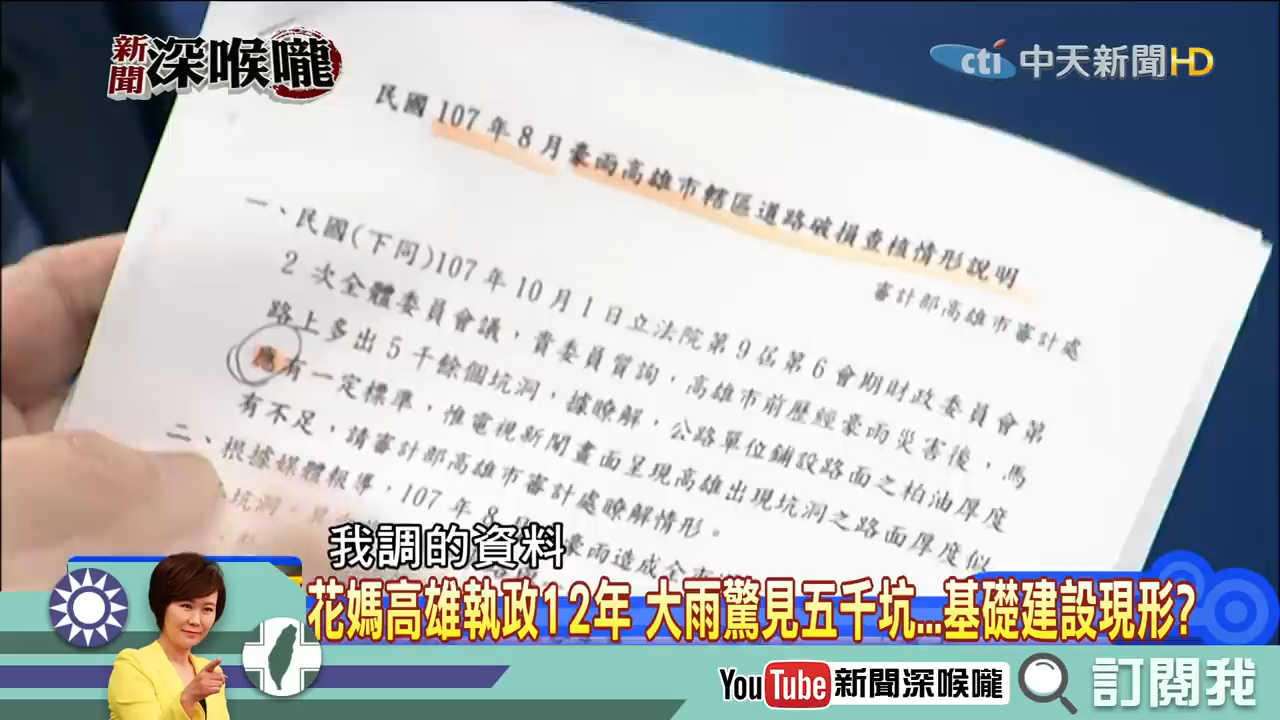 新聞深喉嚨
cti 中天新聞HD
民國107年8月豪雨高雄市轄區道路破損查核情形說明
審計部高雄市審計處
一、民國(下同)107年10月1日立法院第9屆第6會期財政委員會第
2次全體委員會議，貴委員質詢，高雄市前歷經豪雨災害後，馬
路上多出5千餘個坑洞，據瞭解，公路單位鋪設路面之柏油厚度
應有一定標準，惟電視新聞畫面呈現高雄出現坑洞之路面厚度似
有不足，請審計部高雄市審計處瞭解情形。
二、根據媒體報導，107年8月
豪雨造成全市
坑洞，
我調的資料
花媽高雄執政12年 大雨驚見五千坑...基礎建設現形?
YouTube 新聞深喉嚨 訂閱我